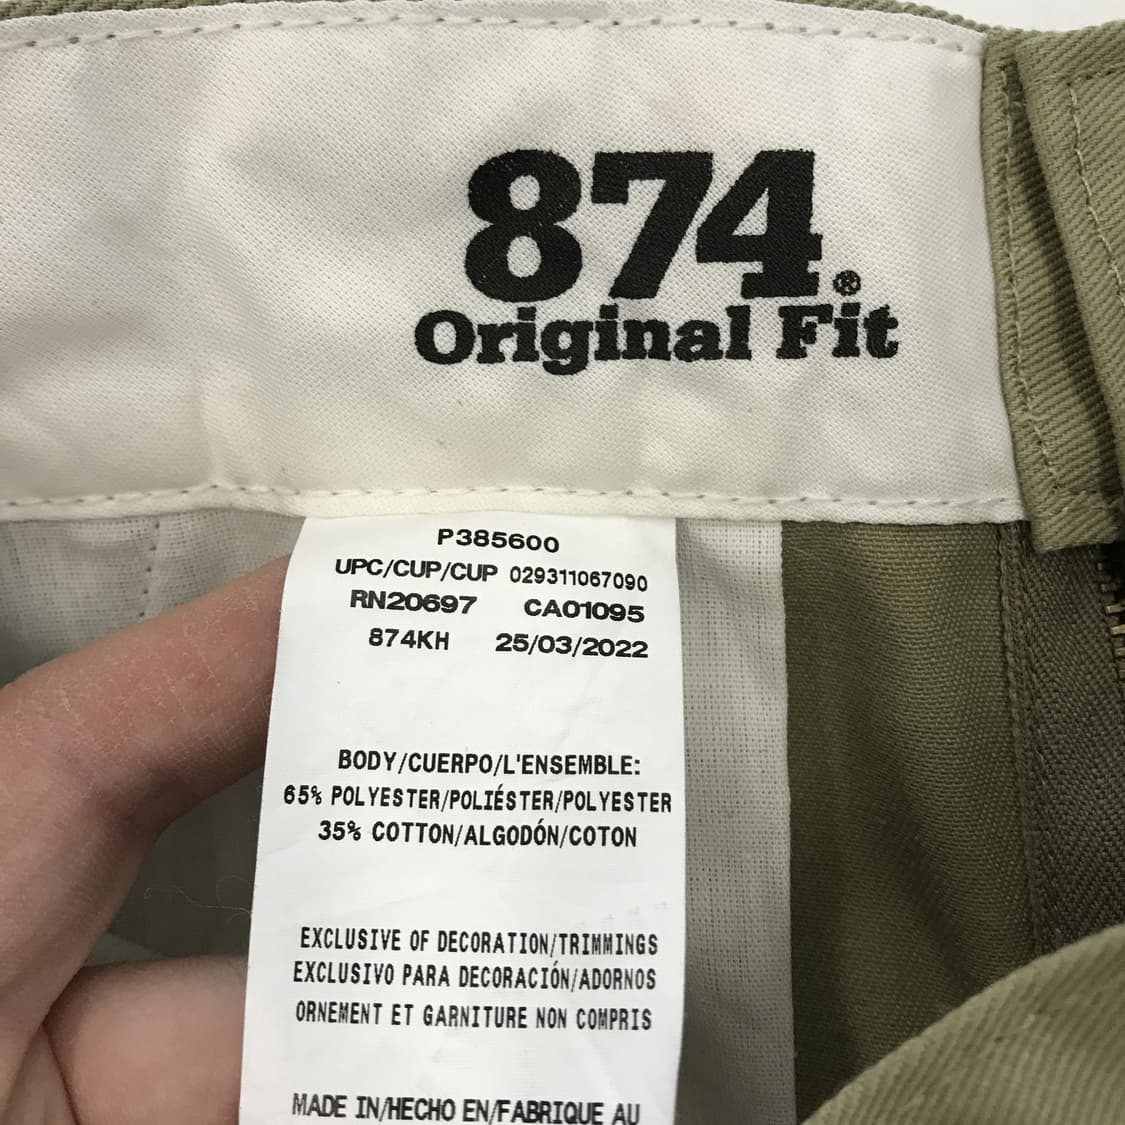 874®
Original Fit
P385600
UPC/CUP/CUP 029311067090
RN20697 CA01095
874KH 25/03/2022
BODY/CUERPO/L'ENSEMBLE:
65% POLYESTER/POLIÉSTER/POLYESTER
35% COTTON/ALGODÓN/COTON
EXCLUSIVE OF DECORATION/TRIMMINGS
EXCLUSIVO PARA DECORACIÓN/ADORNOS
ORNEMENT ET GARNITURE NON COMPRIS
MADE IN/HECHO EN/FABRIQUE AU